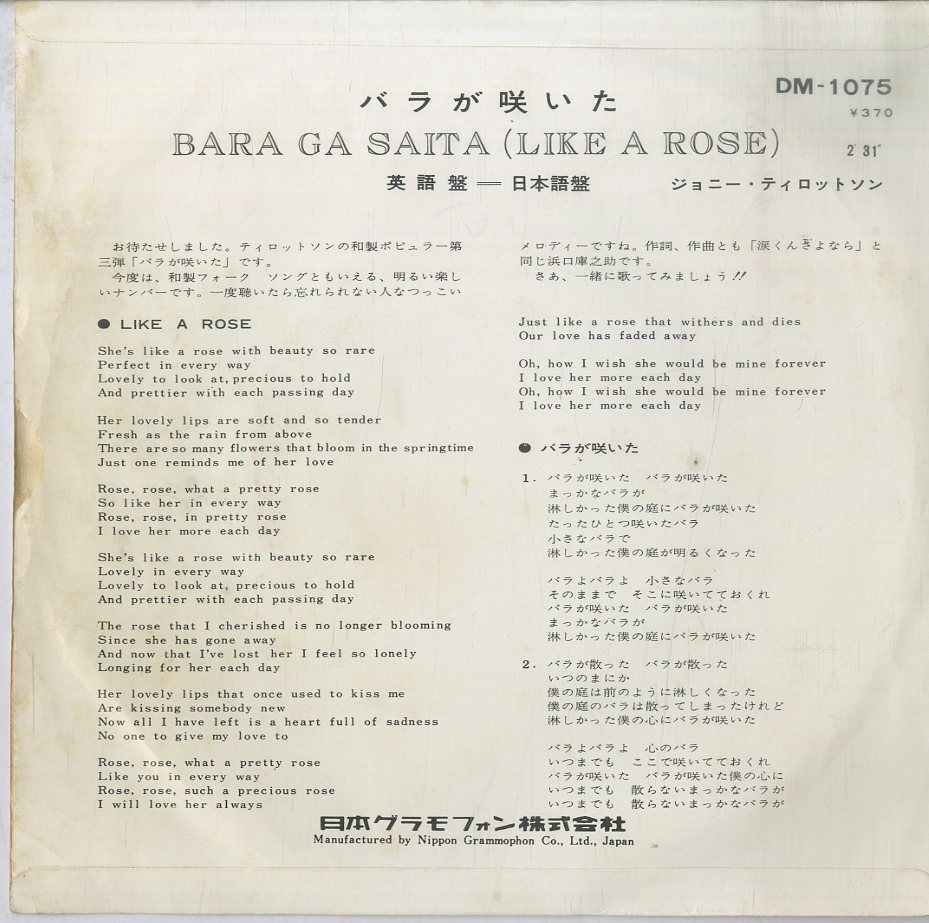 DM-1075
¥370
バラが咲いた
BARA GA SAITA (LIKE A ROSE)
2′31″
英語盤 ＝ 日本語盤
ジョニー・ティロットソン
お待たせしました。ティロットソンの和製ポピュラー第
三弾「バラが咲いた」です。
今度は、和製フォーク ソングともいえる、明るい楽し
いナンバーです。一度聴いたら忘れられない人なつっこい
メロディーですね。作詞、作曲とも「涙くんさよなら」と
同じ浜口庫之助です。
さあ、一緒に歌ってみましょう!!
● LIKE A ROSE
She's like a rose with beauty so rare
Perfect in every way
Lovely to look at, precious to hold
And prettier with each passing day
Her lovely lips are soft and so tender
Fresh as the rain from above
There are so many flowers that bloom in the springtime
Just one reminds me of her love
Rose, rose, what a pretty rose
So like her in every way
Rose, rose, in pretty rose
I love her more each day
She's like a rose with beauty so rare
Lovely in every way
Lovely to look at, precious to hold
And prettier with each passing day
The rose that I cherished is no longer blooming
Since she has gone away
And now that I've lost her I feel so lonely
Longing for her each day
Her lovely lips that once used to kiss me
Are kissing somebody new
Now all I have left is a heart full of sadness
No one to give my love to
Rose, rose, what a pretty rose
Like you in every way
Rose, rose, such a precious rose
I will love her always
Just like a rose that withers and dies
Our love has faded away
Oh, how I wish she would be mine forever
I love her more each day
Oh, how I wish she would be mine forever
I love her more each day
● バラが咲いた
1. バラが咲いた バラが咲いた
まっかなバラが
淋しかった僕の庭にバラが咲いた
たったひとつ咲いたバラ
小さなバラで
淋しかった僕の庭が明るくなった
バラよバラよ 小さなバラ
そのままで そこに咲いてておくれ
バラが咲いた バラが咲いた
まっかなバラが
淋しかった僕の庭にバラが咲いた
2. バラが散った バラが散った
いつのまにか
僕の庭は前のように淋しくなった
僕の庭のバラは散ってしまったけれど
淋しかった僕の心にバラが咲いた
バラよバラよ 心のバラ
いつまでも ここで咲いてておくれ
バラが咲いた バラが咲いた僕の心に
いつまでも 散らないまっかなバラが
いつまでも 散らないまっかなバラが
日本グラモフォン株式会社
Manufactured by Nippon Grammophon Co., Ltd., Japan